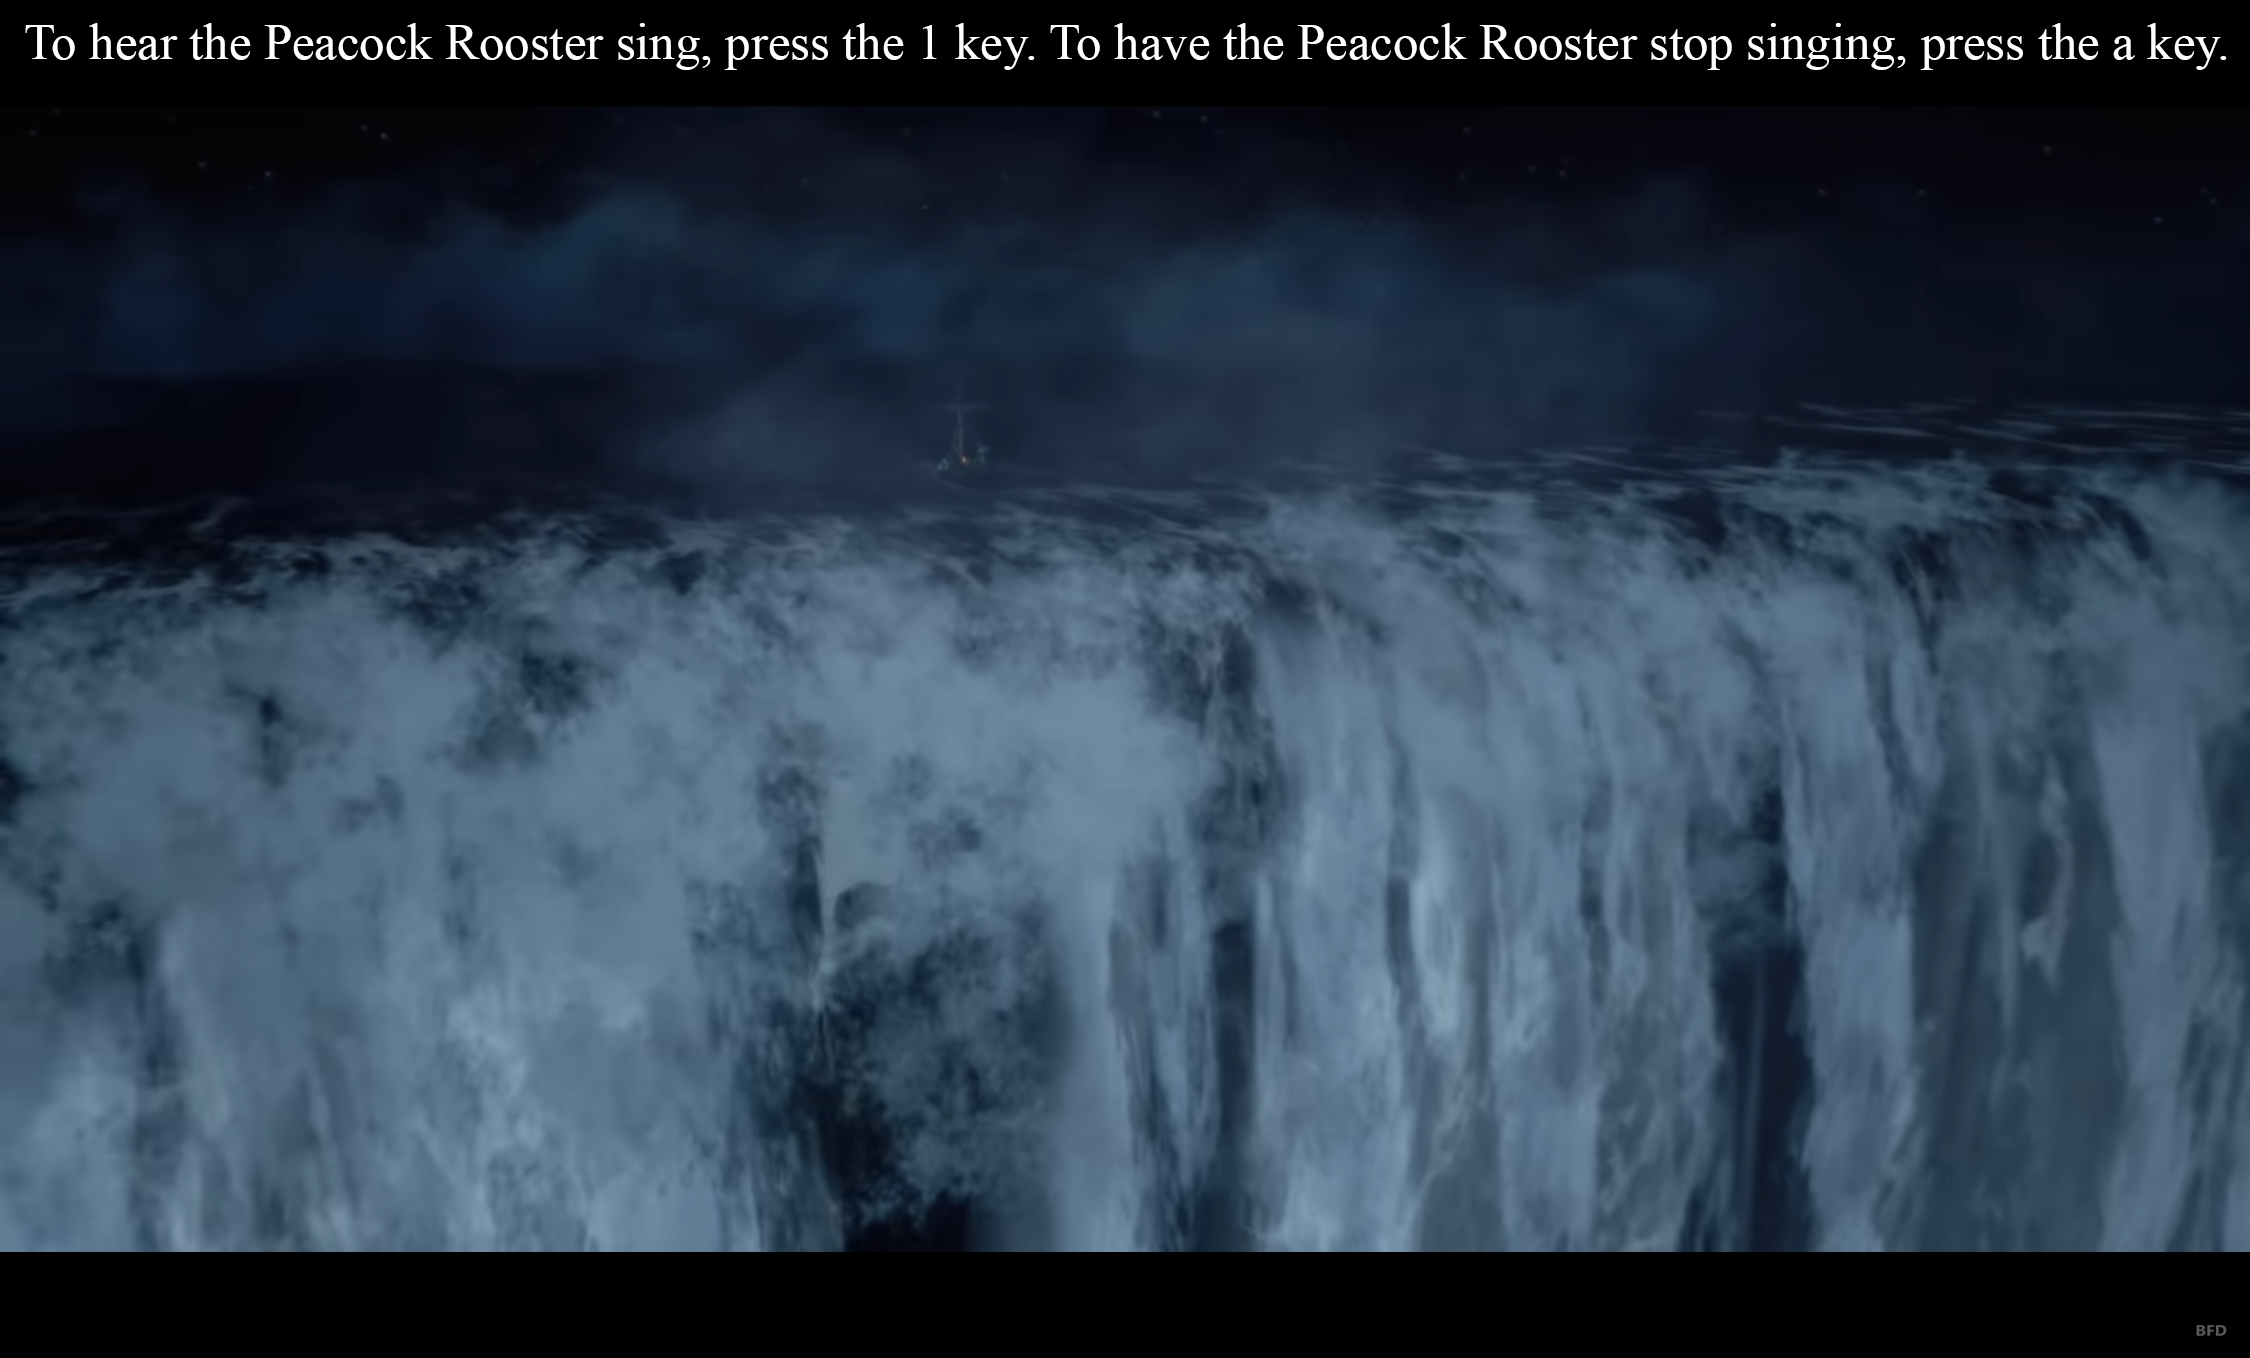 To hear the Peacock Rooster sing, press the 1 key. To have the Peacock Rooster stop singing, press the a key.
BFD